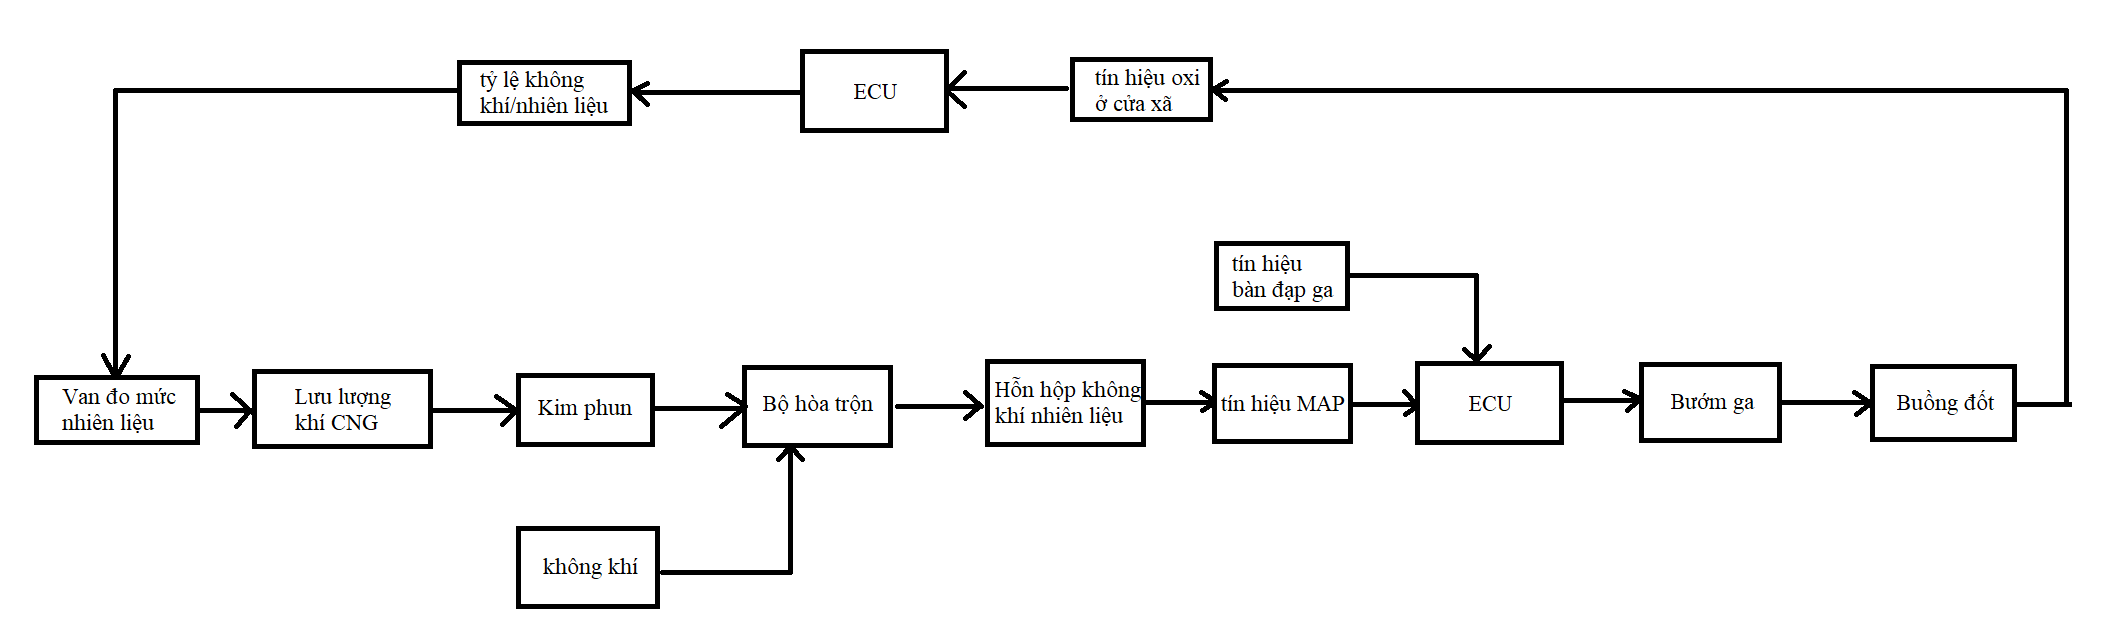 tỷ lệ không
khí/nhiên liệu
ECU
tín hiệu oxi
ở cửa xã
tín hiệu
bàn đạp ga
Van đo mức
nhiên liệu
Lưu lượng
khí CNG
Kim phun
Bộ hòa trộn
Hỗn hộp không
khí nhiên liệu
tín hiệu MAP
ECU
Bướm ga
Buồng đốt
không khí